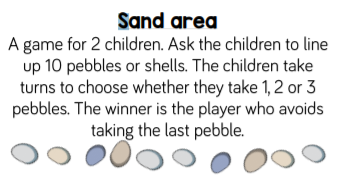 Sand area
A game for 2 children. Ask the children to line
up 10 pebbles or shells. The children take
turns to choose whether they take 1, 2 or 3
pebbles. The winner is the player who avoids
taking the last pebble.